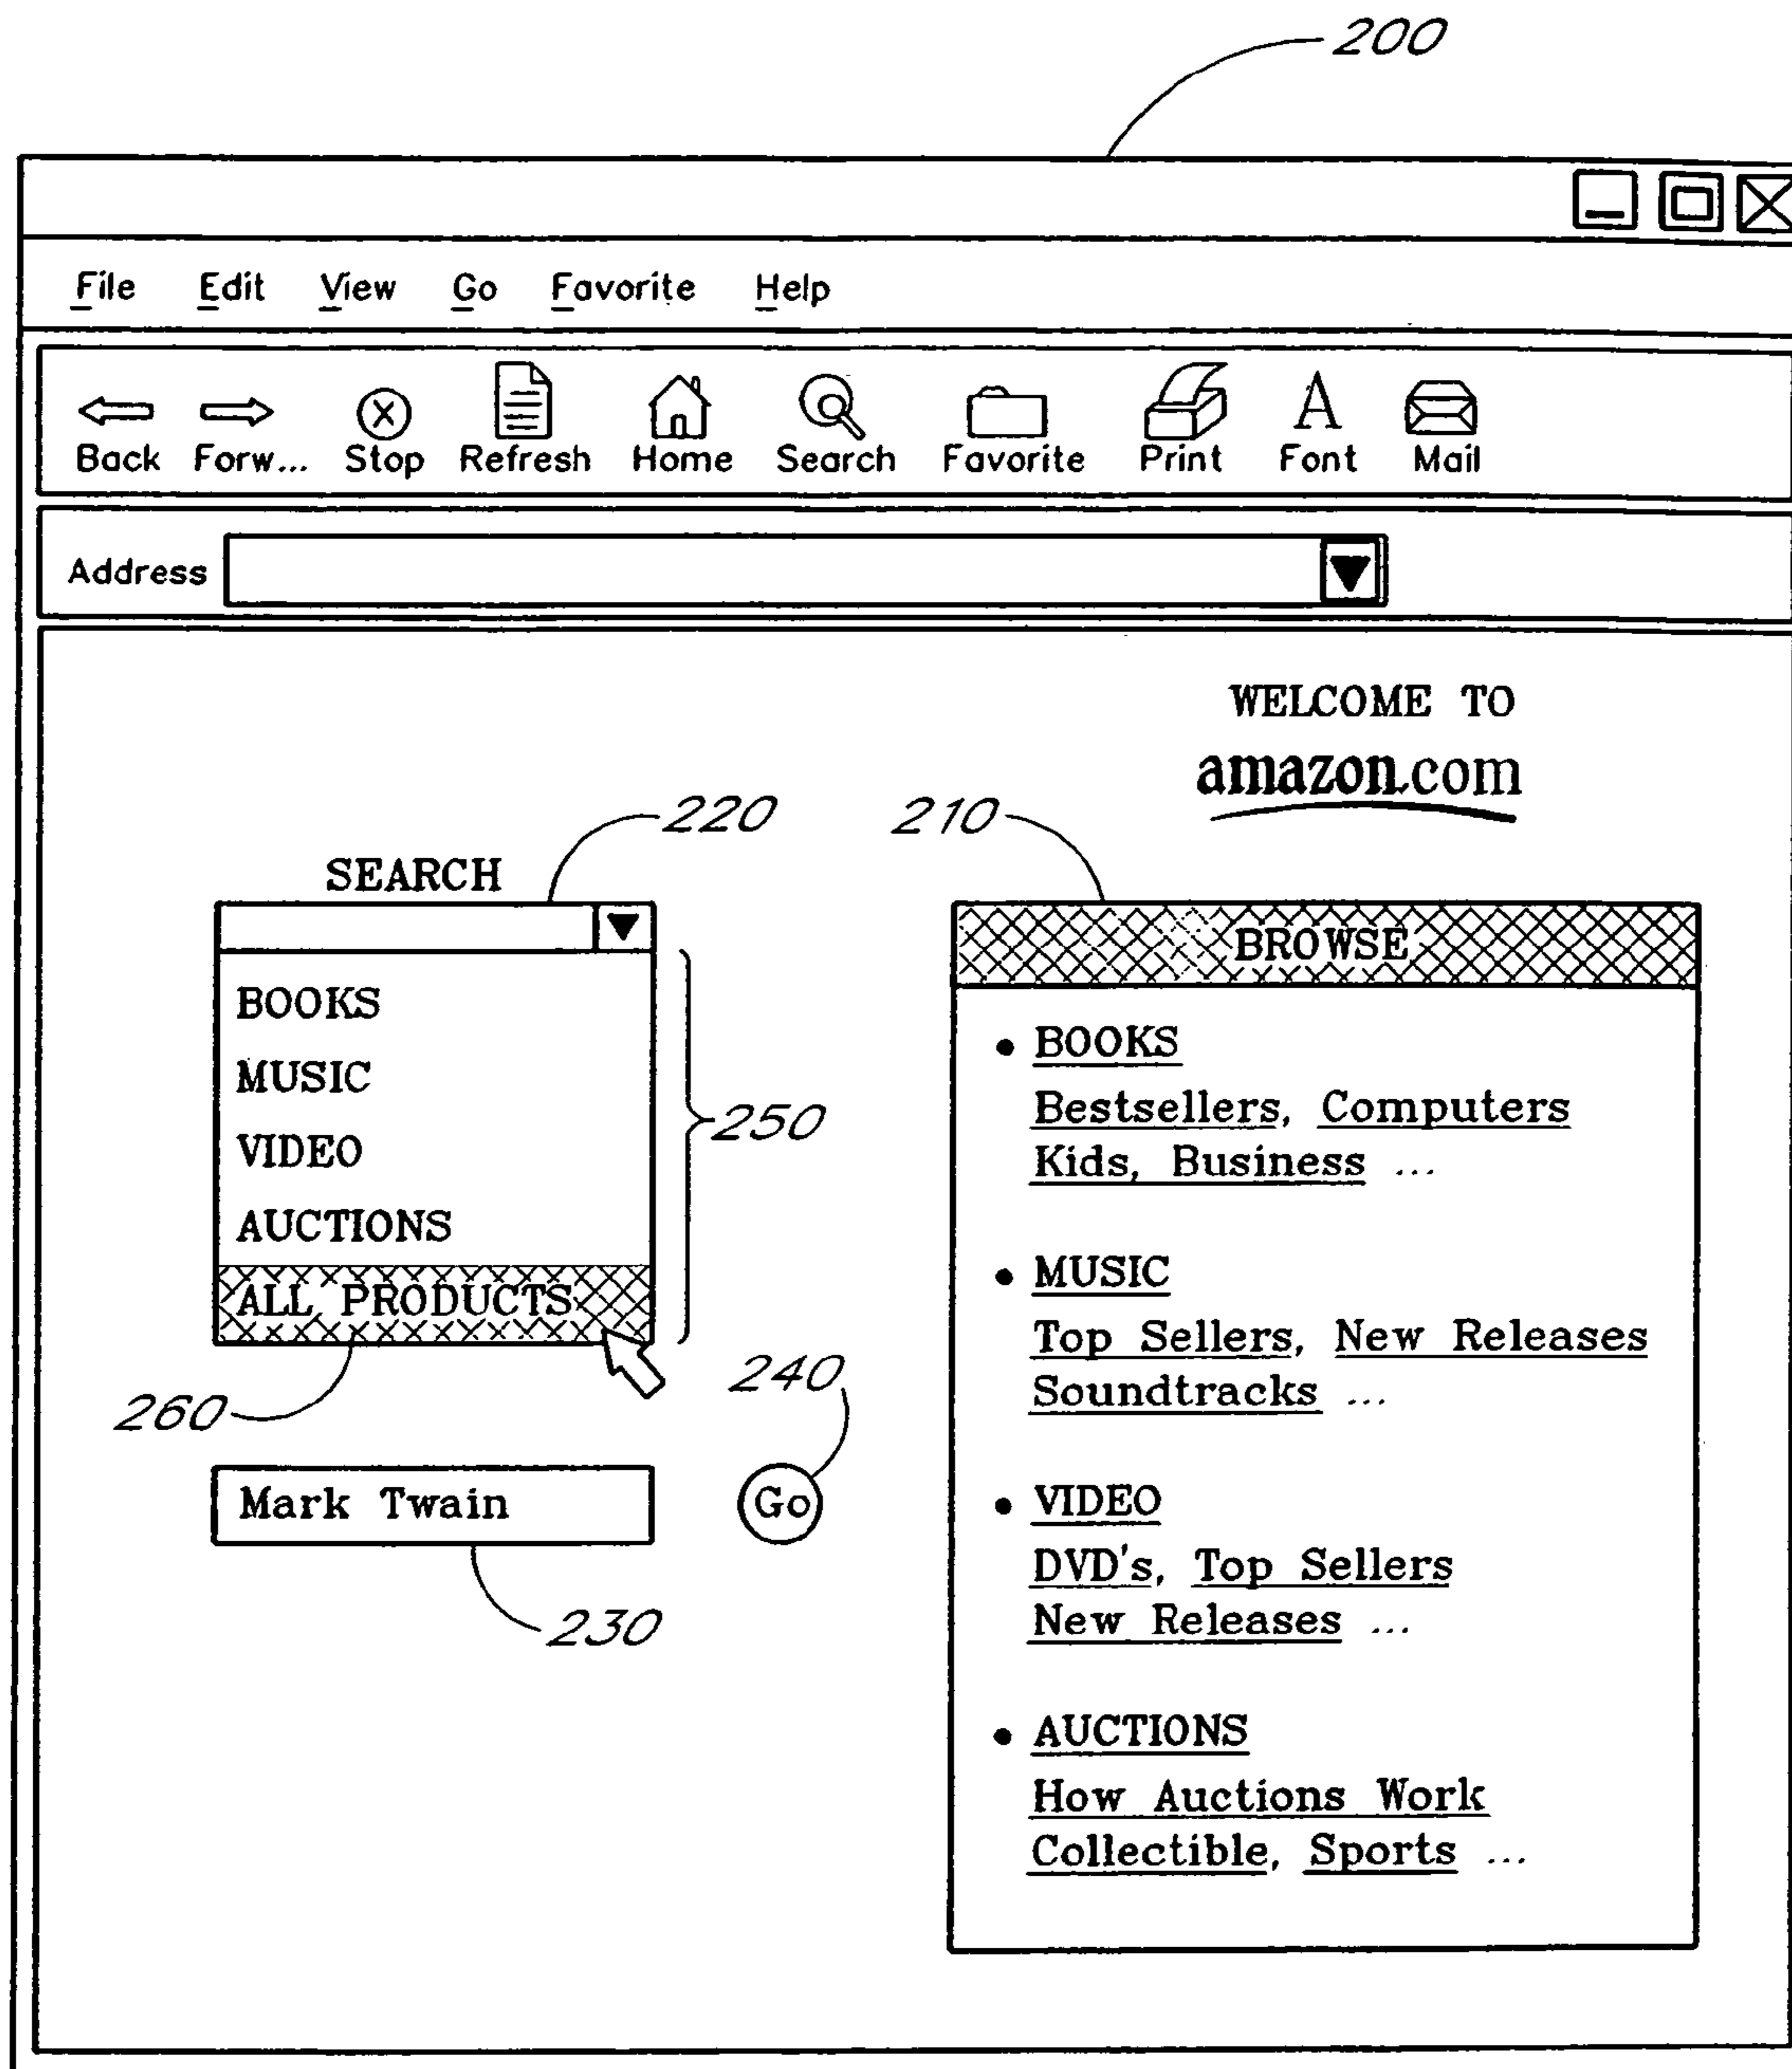 200
File Edit View Go Favorite Help
Back Forw... Stop Refresh Home Search Favorite Print Font Mail
Address
WELCOME TO
amazon.com
220
210
SEARCH
BOOKS
MUSIC
VIDEO
AUCTIONS
ALL PRODUCTS
250
260
240
Mark Twain
Go
230
BROWSE
• BOOKS
Bestsellers, Computers
Kids, Business ...
• MUSIC
Top Sellers, New Releases
Soundtracks ...
• VIDEO
DVD's, Top Sellers
New Releases ...
• AUCTIONS
How Auctions Work
Collectible, Sports ...